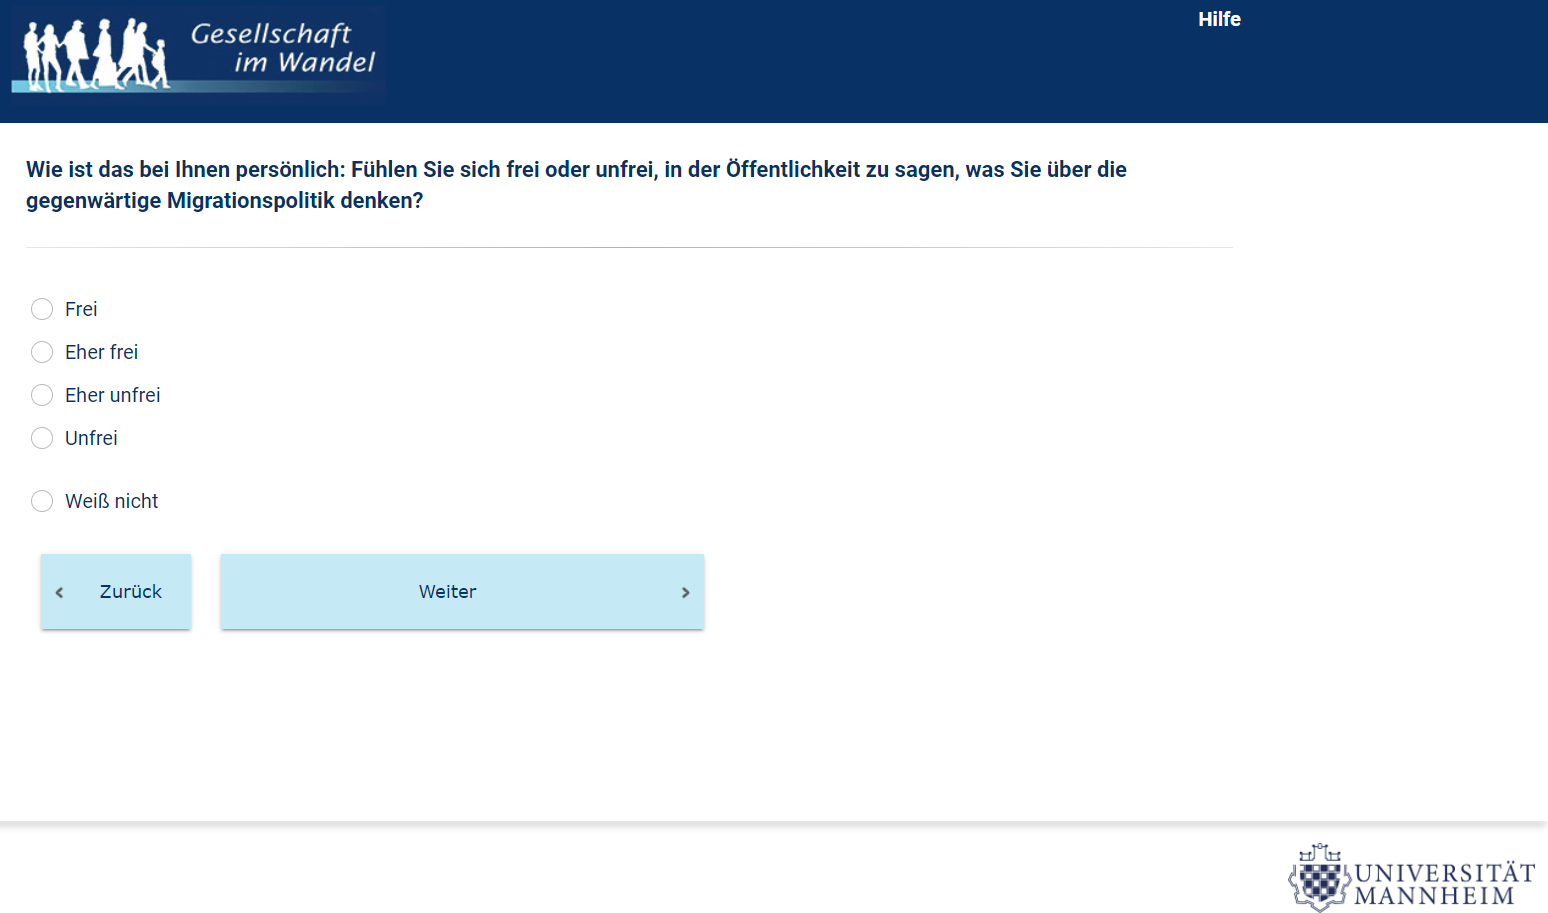 Gesellschaft
im Wandel
Hilfe
Wie ist das bei Ihnen persönlich: Fühlen Sie sich frei oder unfrei, in der Öffentlichkeit zu sagen, was Sie über die
gegenwärtige Migrationspolitik denken?
Frei
Eher frei
Eher unfrei
Unfrei
Weiß nicht
Zurück
Weiter
UNIVERSITÄT
MANNHEIM